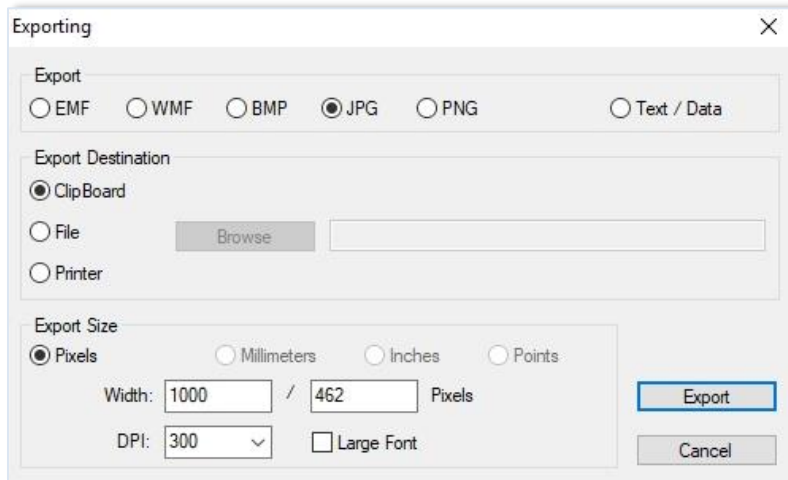 Exporting
Export
EMF WMF BMP JPG PNG Text / Data
Export Destination
ClipBoard
File Browse
Printer
Export Size
Pixels Millimeters Inches Points
Width: 1000 / 462 Pixels Export
DPI: 300 Large Font Cancel